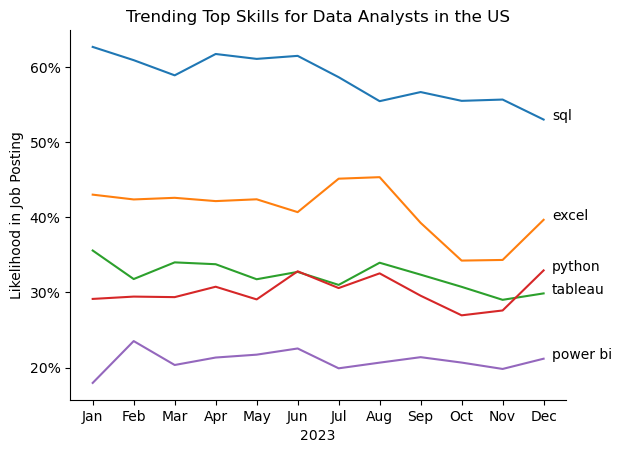 Trending Top Skills for Data Analysts in the US
Likelihood in Job Posting
60%
50%
40%
30%
20%
sql
excel
python
tableau
power bi
Jan Feb Mar Apr May Jun Jul Aug Sep Oct Nov Dec
2023